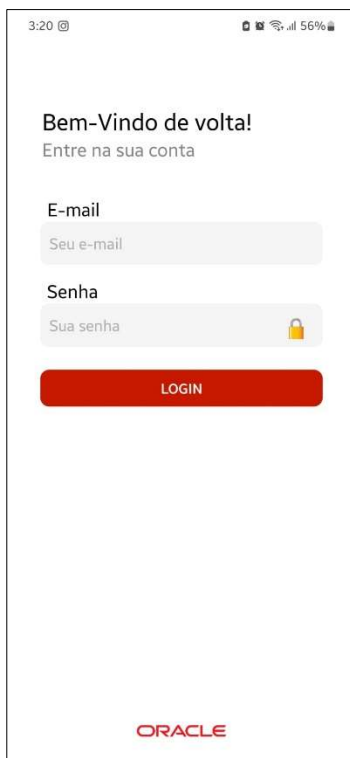 3:20 56%
Bem-Vindo de volta!
Entre na sua conta
E-mail
Seu e-mail
Senha
Sua senha
LOGIN
ORACLE